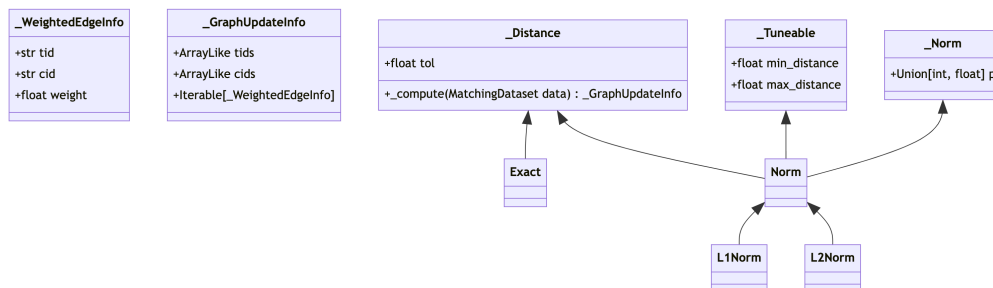 _WeightedEdgeInfo
+str tid
+str cid
+float weight
_GraphUpdateInfo
+ArrayLike tids
+ArrayLike cids
+Iterable[_WeightedEdgeInfo]
_Distance
+float tol
+_compute(MatchingDataset data) : _GraphUpdateInfo
_Tuneable
+float min_distance
+float max_distance
_Norm
+Union[int, float] p
Exact
Norm
L1Norm
L2Norm